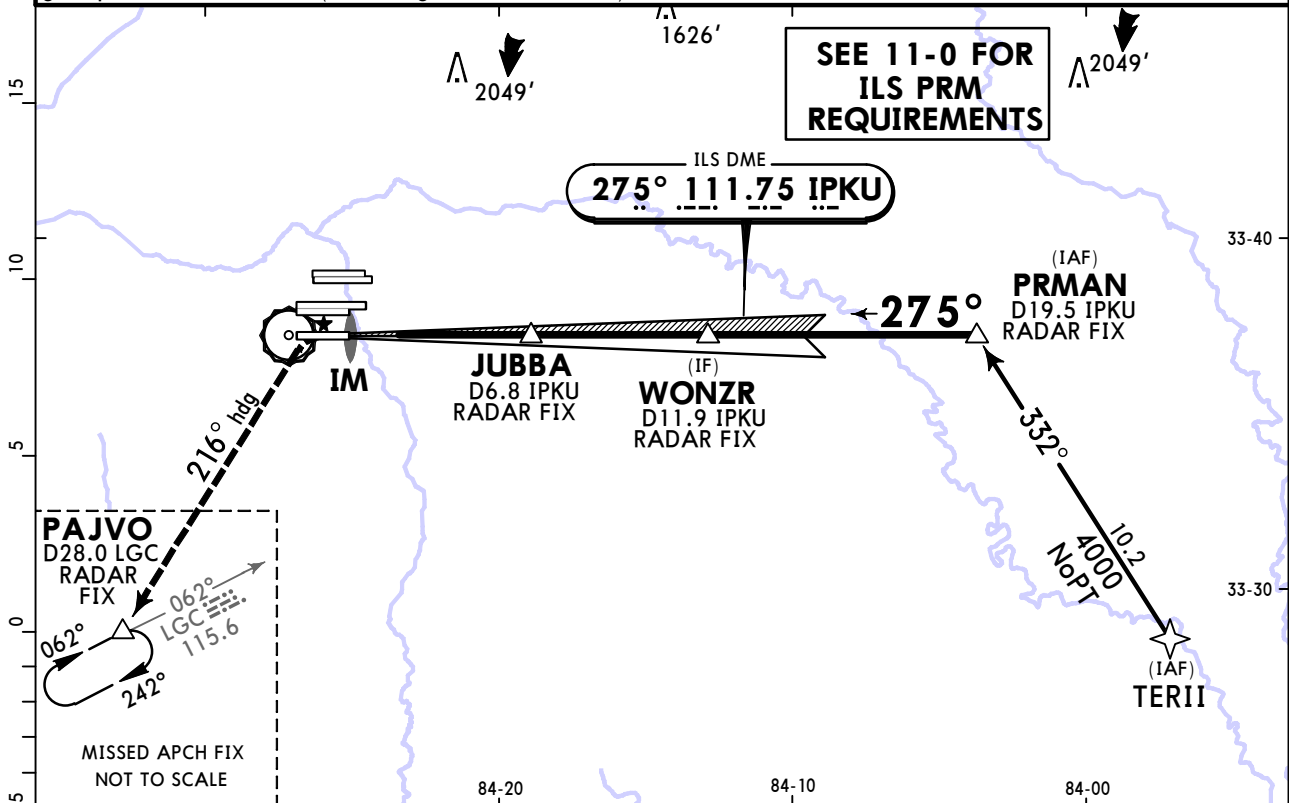 1626'
2049'
SEE 11-0 FOR
ILS PRM
REQUIREMENTS
2049'
15
ILS DME
275° 111.75 IPKU
33-40
10
(IAF)
PRMAN
D19.5 IPKU
RADAR FIX
275°
IM
JUBBA
D6.8 IPKU
RADAR FIX
(IF)
WONZR
D11.9 IPKU
RADAR FIX
216° hdg
332°
5
10.2
4000
NoPT
PAJVO
D28.0 LGC
RADAR
FIX
062°
LGC
115.6
33-30
0
062°
242°
(IAF)
TERII
MISSED APCH FIX
NOT TO SCALE
84-20
84-10
84-00
5